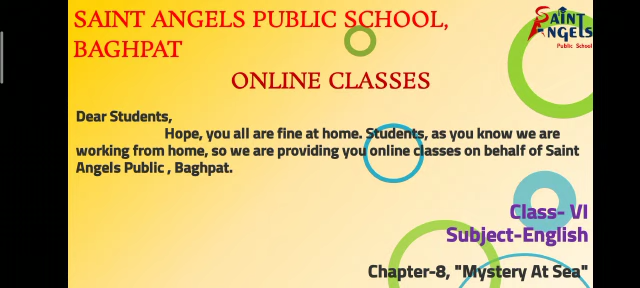 SAINT ANGELS PUBLIC SCHOOL,
BAGHPAT
SAINT
ANGELS
Public School
ONLINE CLASSES
Dear Students,
Hope, you all are fine at home. Students, as you know we are
working from home, so we are providing you online classes on behalf of Saint
Angels Public , Baghpat.
Class- VI
Subject-English
Chapter-8, "Mystery At Sea"